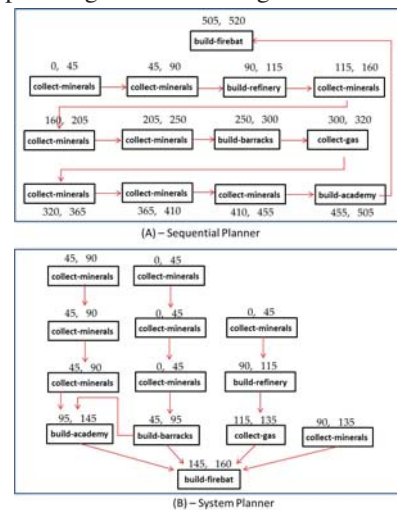 505, 520
build-firebat
0, 45 45, 90 90, 115 115, 160
collect-minerals collect-minerals build-refinery collect-minerals
160, 205 205, 250 250, 300 300, 320
collect-minerals collect-minerals build-barracks collect-gas
collect-minerals collect-minerals collect-minerals build-academy
320, 365 365, 410 410, 455 455, 505
(A) – Sequential Planner
45, 90 0, 45
collect-minerals collect-minerals
45, 90 0, 45 0, 45
collect-minerals collect-minerals collect-minerals
45, 90 0, 45 90, 115
collect-minerals collect-minerals build-refinery
95, 145 45, 95 115, 135 90, 135
build-academy build-barracks collect-gas collect-minerals
145, 160
build-firebat
(B) – System Planner